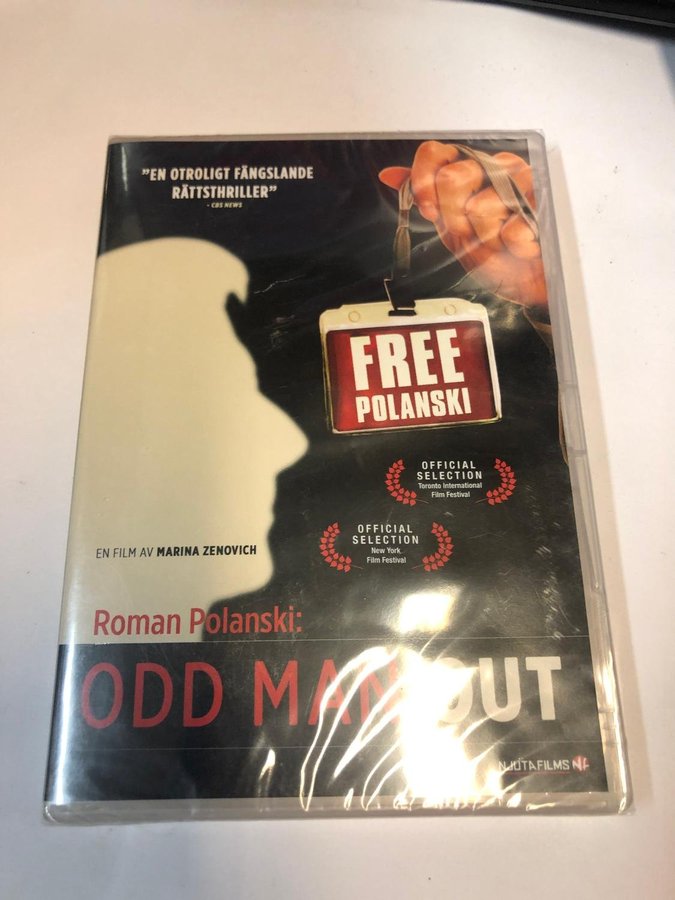 "EN OTROLIGT FÄNGSLANDE
RÄTTSTHRILLER"
- CBS NEWS
FREE
POLANSKI
OFFICIAL
SELECTION
Toronto International
Film Festival
OFFICIAL
SELECTION
New York
Film Festival
EN FILM AV MARINA ZENOVICH
Roman Polanski:
ODD MAN OUT
NJUTAFILMS NF